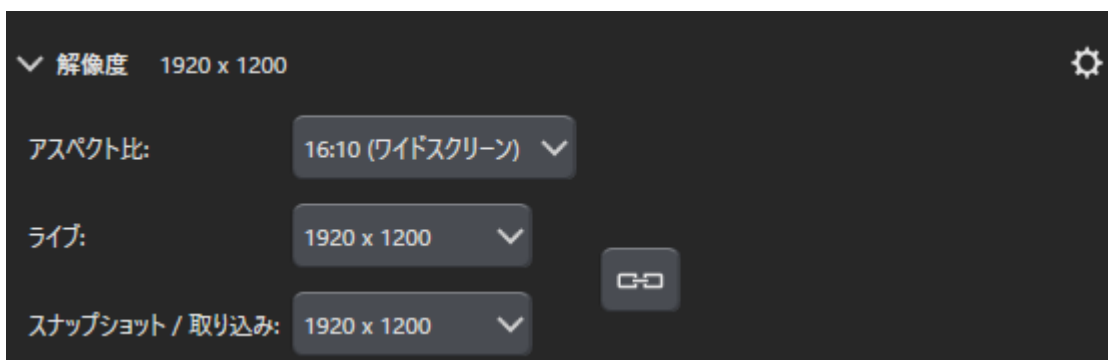 解像度 1920 x 1200
アスペクト比: 16:10 (ワイドスクリーン)
ライブ: 1920 x 1200
スナップショット / 取り込み: 1920 x 1200